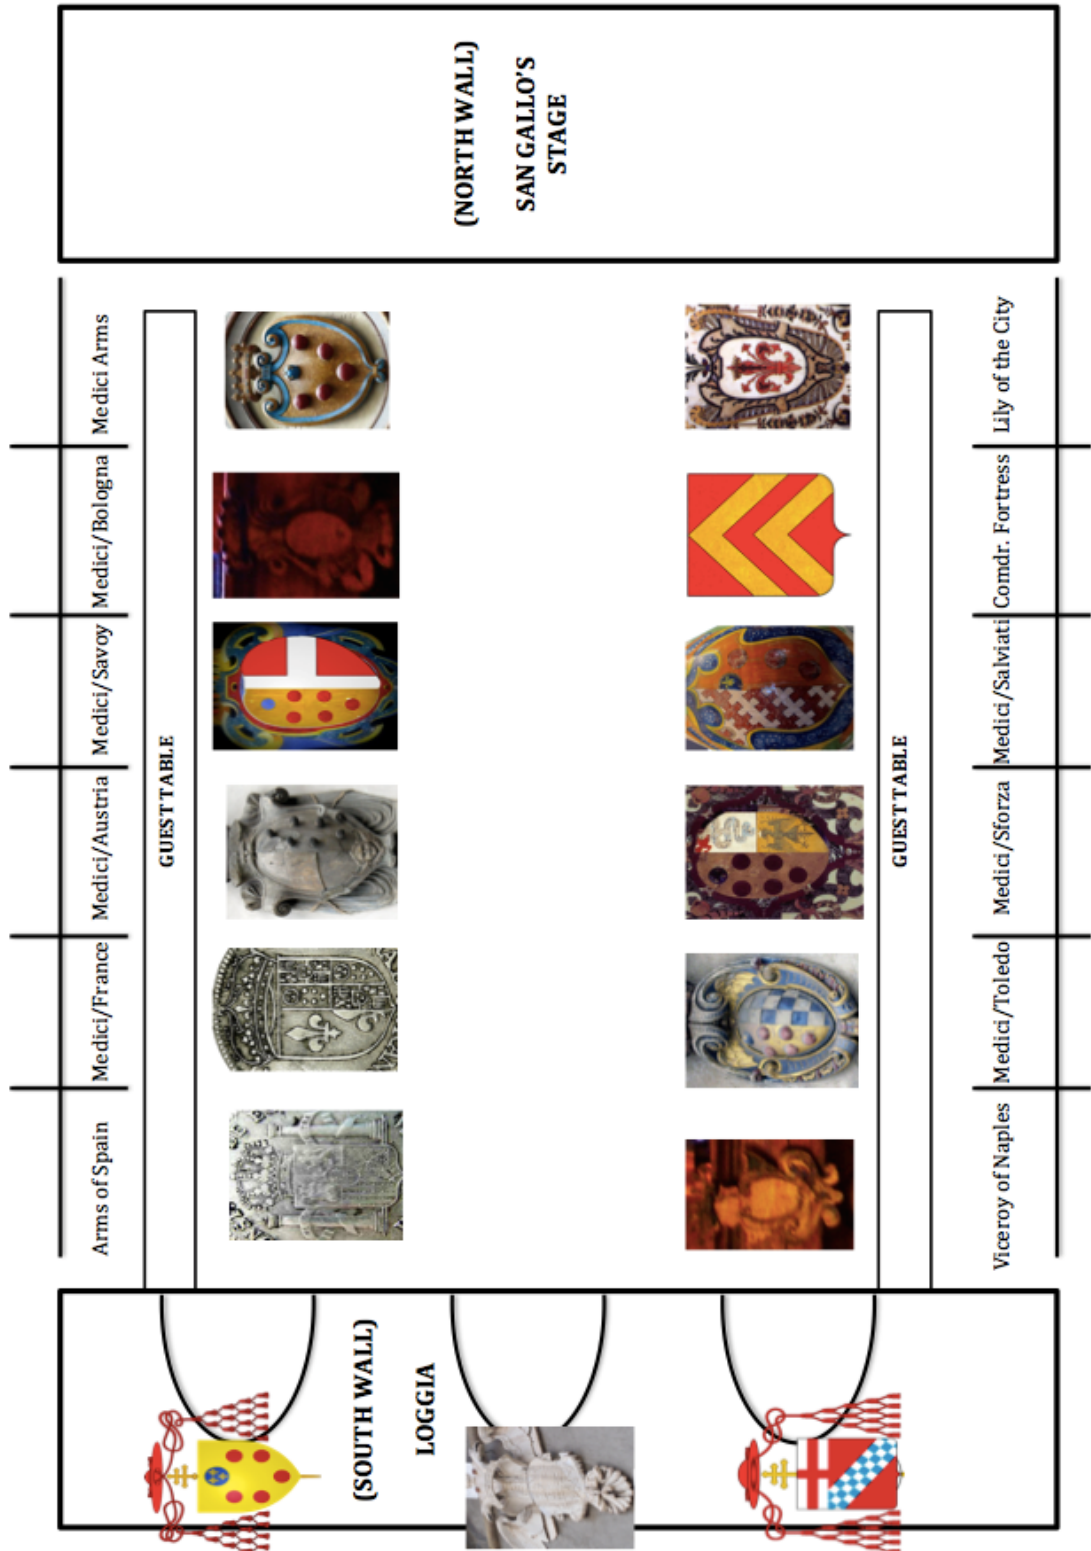 (NORTH WALL)
SAN GALLO'S
STAGE
Medici Arms
Medici/Bologna
Medici/Savoy
Medici/Austria
Medici/France
Arms of Spain
GUEST TABLE
Lily of the City
Comdr. Fortress
Medici/Salviati
Medici/Sforza
Medici/Toledo
Viceroy of Naples
GUEST TABLE
(SOUTH WALL)
LOGGIA